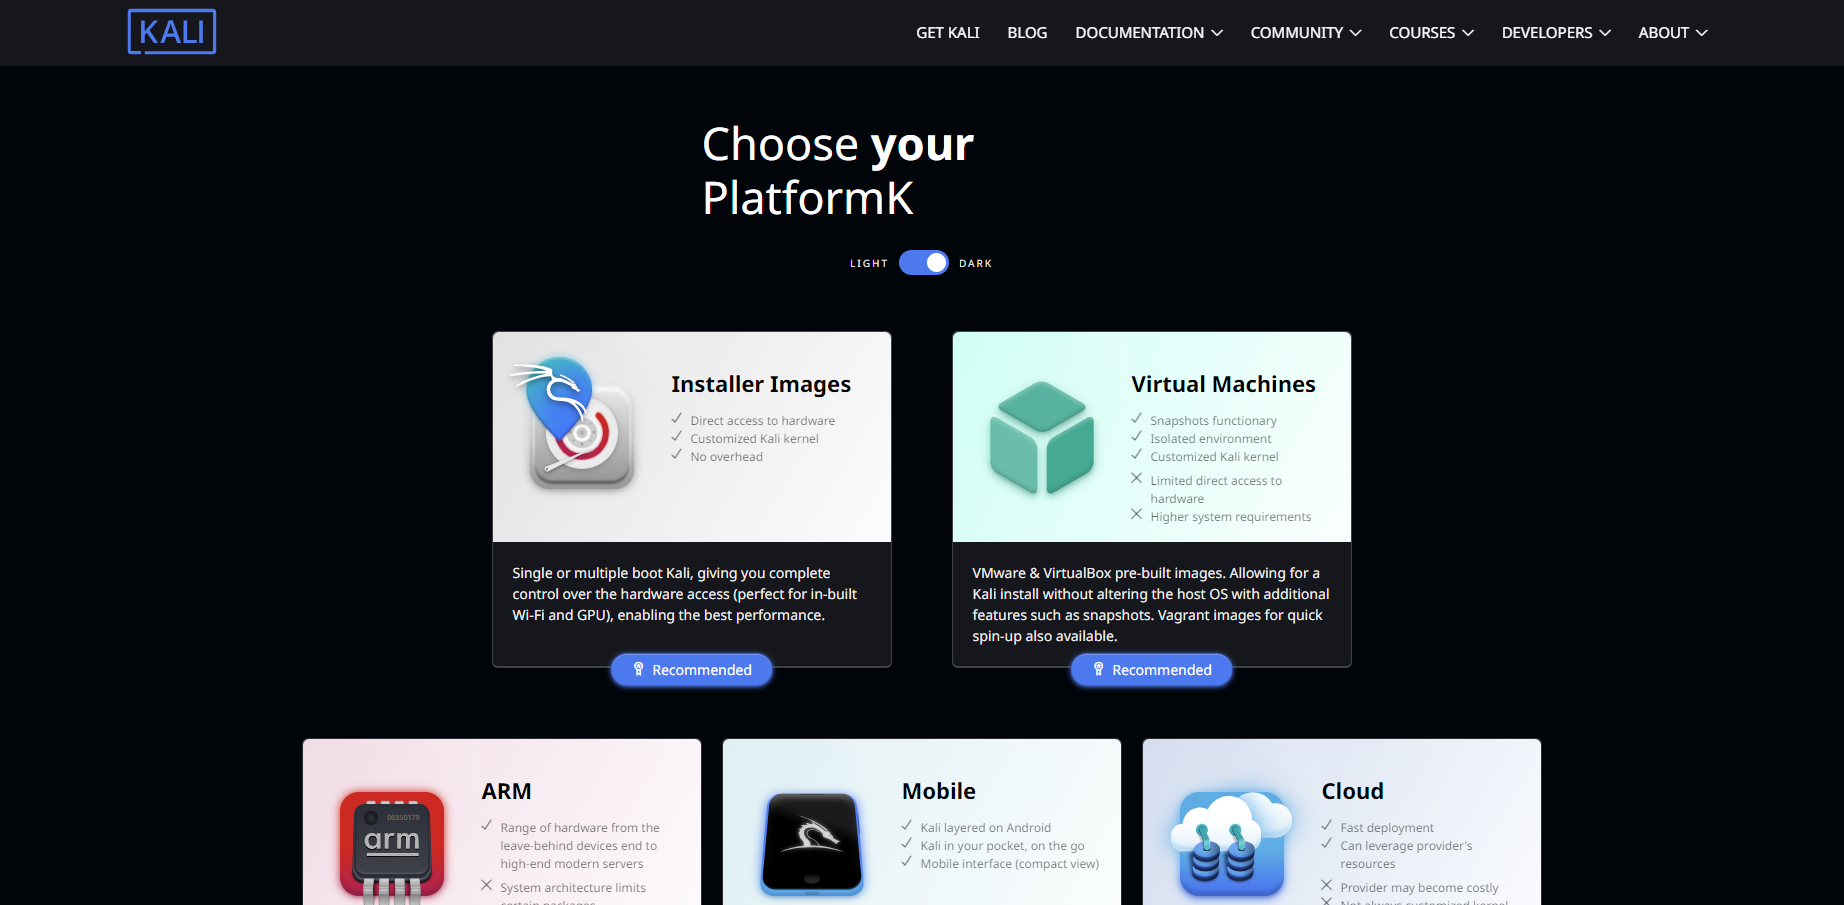 KALI
GET KALI BLOG DOCUMENTATION COMMUNITY COURSES DEVELOPERS ABOUT
Choose your
PlatformK
LIGHT DARK
Installer Images
Direct access to hardware
Customized Kali kernel
No overhead
Single or multiple boot Kali, giving you complete
control over the hardware access (perfect for in-built
Wi-Fi and GPU), enabling the best performance.
Recommended
Virtual Machines
Snapshots functionary
Isolated environment
Customized Kali kernel
Limited direct access to
hardware
Higher system requirements
VMware & VirtualBox pre-built images. Allowing for a
Kali install without altering the host OS with additional
features such as snapshots. Vagrant images for quick
spin-up also available.
Recommended
00350179
arm
ARM
Range of hardware from the
leave-behind devices end to
high-end modern servers
System architecture limits
certain packages
Mobile
Kali layered on Android
Kali in your pocket, on the go
Mobile interface (compact view)
Cloud
Fast deployment
Can leverage provider's
resources
Provider may become costly
Not always customized kernel